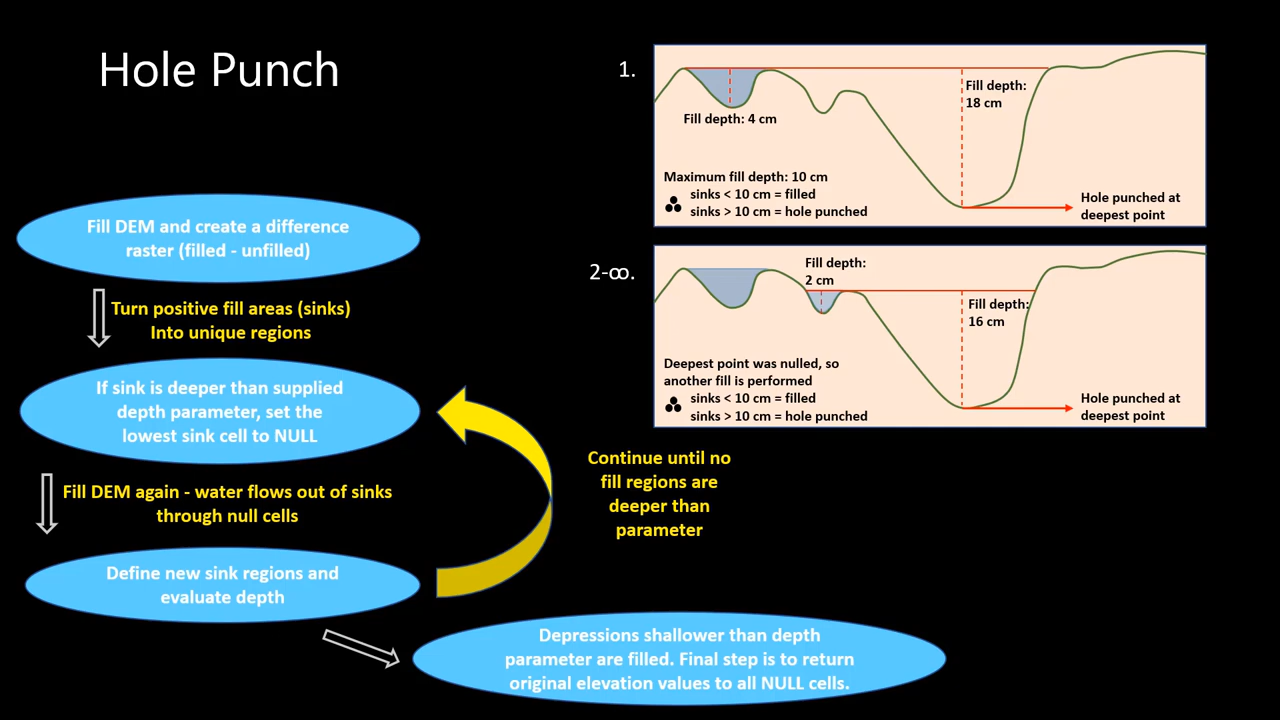 Hole Punch
Fill DEM and create a difference
raster (filled - unfilled)
Turn positive fill areas (sinks)
Into unique regions
If sink is deeper than supplied
depth parameter, set the
lowest sink cell to NULL
Fill DEM again - water flows out of sinks
through null cells
Define new sink regions and
evaluate depth
Continue until no
fill regions are
deeper than
parameter
Depressions shallower than depth
parameter are filled. Final step is to return
original elevation values to all NULL cells.
1.
Fill depth: 4 cm
Fill depth:
18 cm
Maximum fill depth: 10 cm
sinks < 10 cm = filled
sinks > 10 cm = hole punched
Hole punched at
deepest point
2-∞.
Fill depth:
2 cm
Fill depth:
16 cm
Deepest point was nulled, so
another fill is performed
sinks < 10 cm = filled
sinks > 10 cm = hole punched
Hole punched at
deepest point